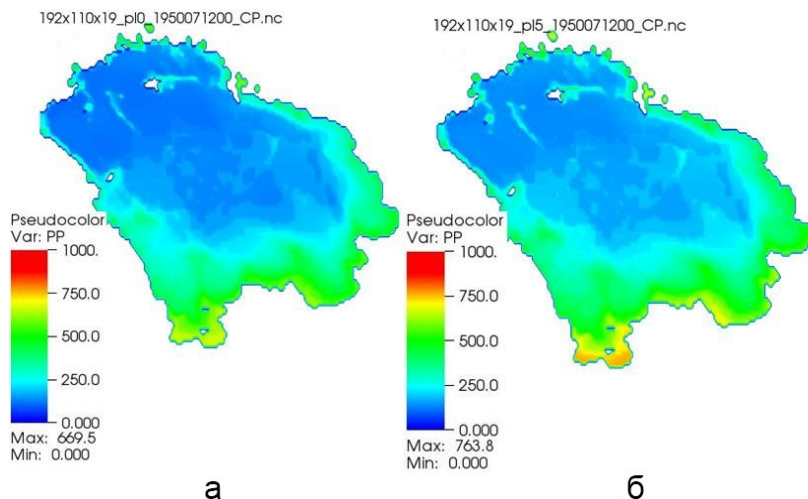 192x110x19_pl0_1950071200_CP.nc
Pseudocolor
Var: PP
1000.
750.0
500.0
250.0
0.000
Max: 669.5
Min: 0.000
а
192x110x19_pl5_1950071200_CP.nc
Pseudocolor
Var: PP
1000.
750.0
500.0
250.0
0.000
Max: 763.8
Min: 0.000
б